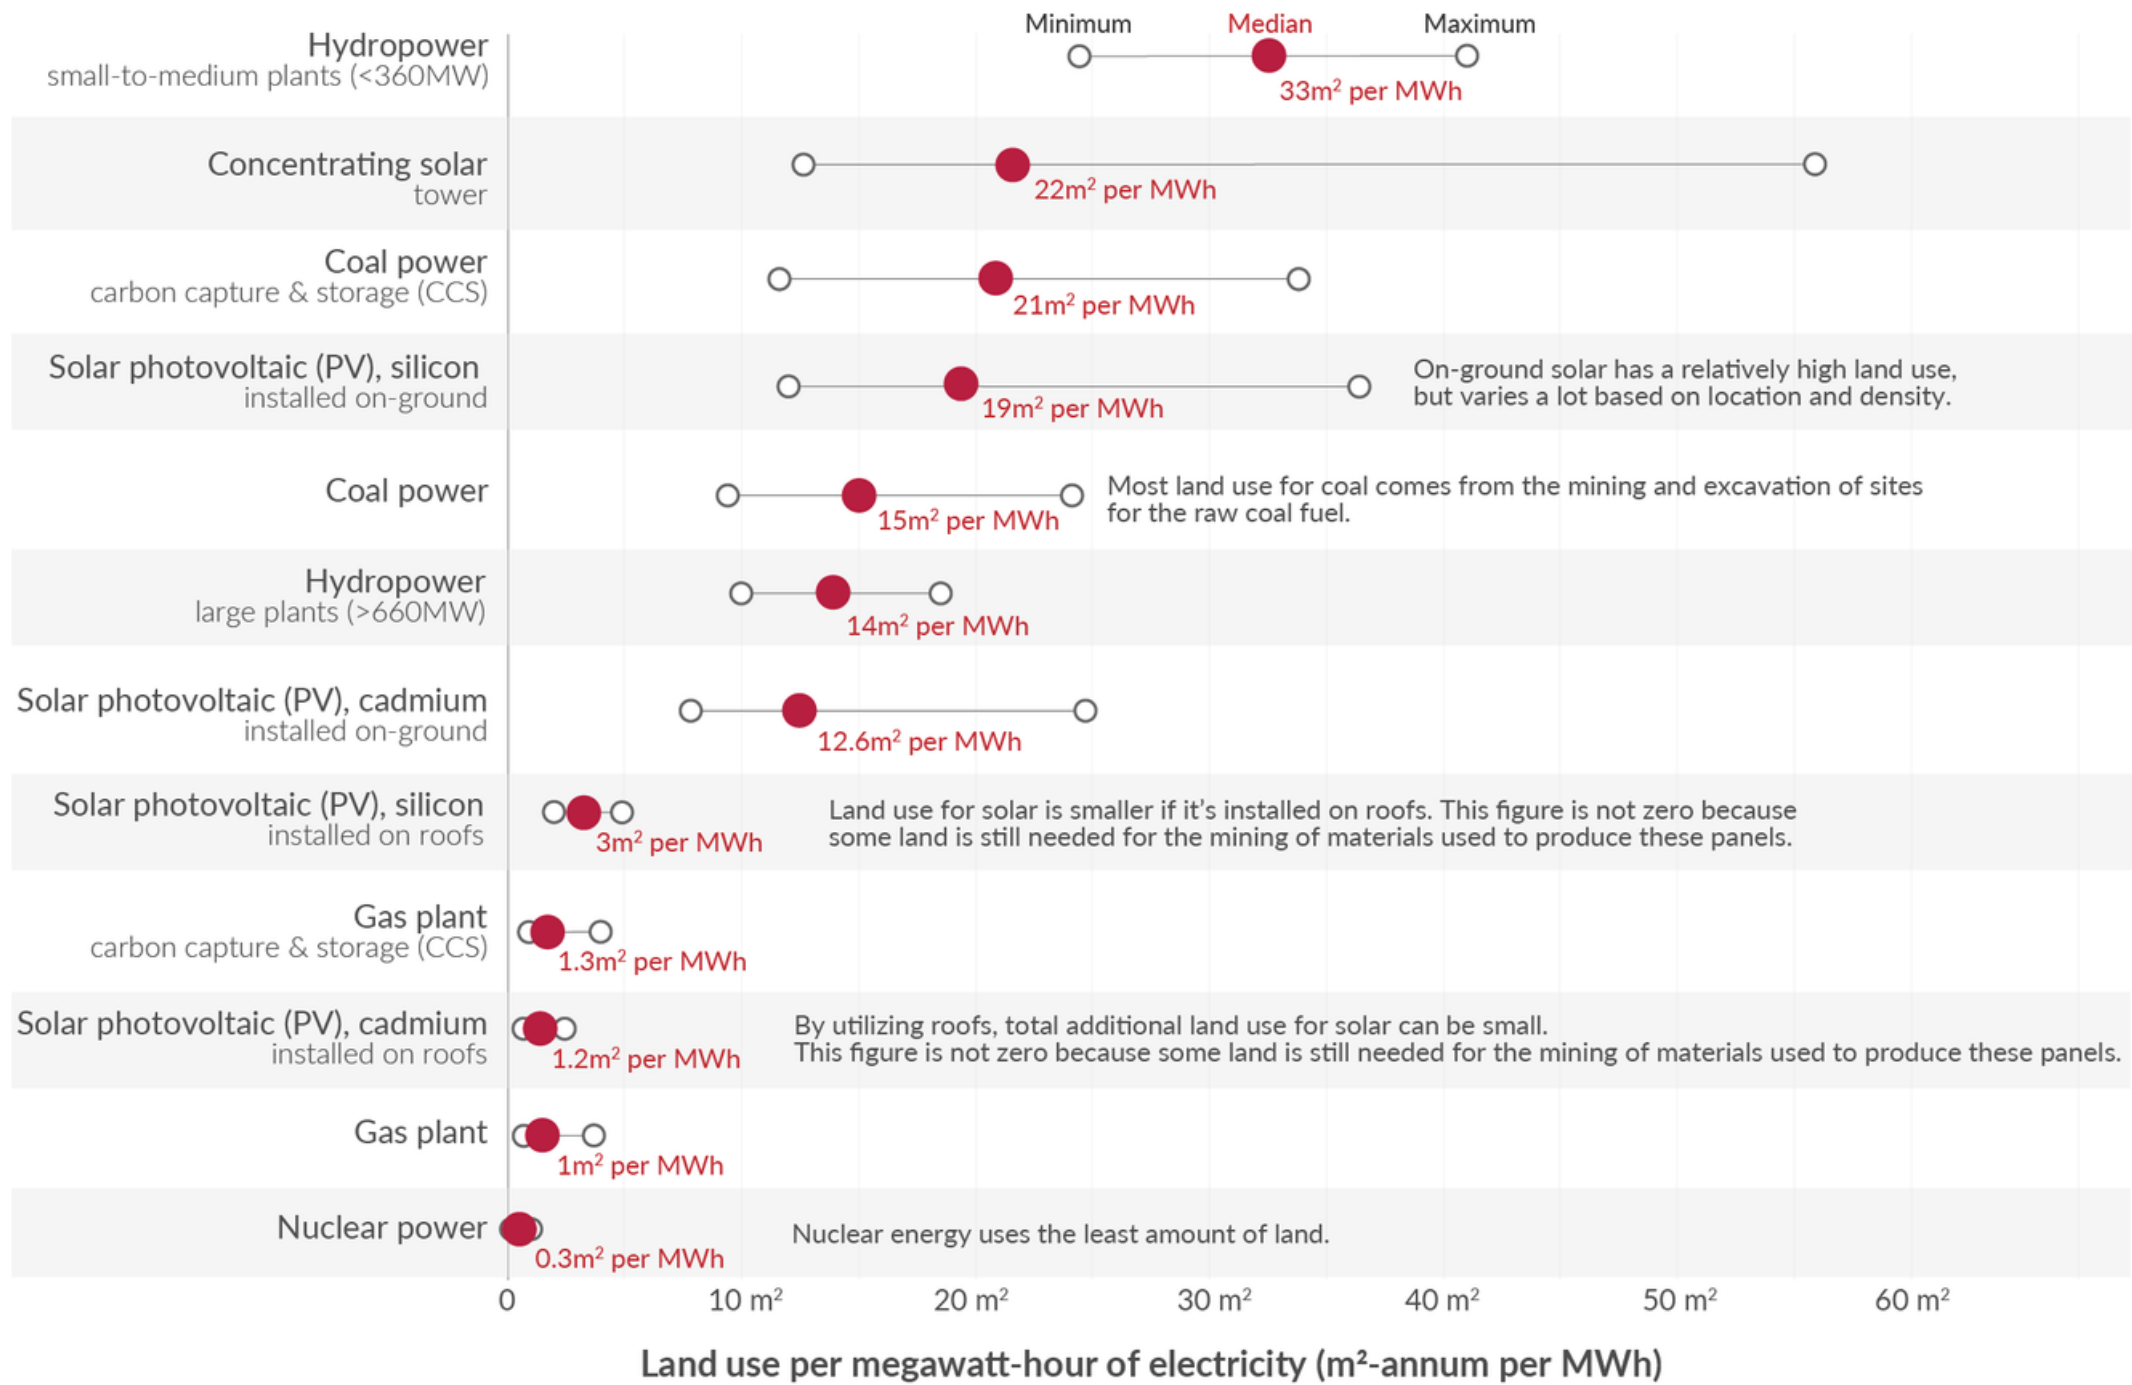 Minimum Median Maximum
Hydropower
small-to-medium plants (<360MW)
33m² per MWh
Concentrating solar
tower
22m² per MWh
Coal power
carbon capture & storage (CCS)
21m² per MWh
Solar photovoltaic (PV), silicon
installed on-ground
19m² per MWh
On-ground solar has a relatively high land use,
but varies a lot based on location and density.
Coal power
15m² per MWh
Most land use for coal comes from the mining and excavation of sites
for the raw coal fuel.
Hydropower
large plants (>660MW)
14m² per MWh
Solar photovoltaic (PV), cadmium
installed on-ground
12.6m² per MWh
Solar photovoltaic (PV), silicon
installed on roofs
3m² per MWh
Land use for solar is smaller if it’s installed on roofs. This figure is not zero because
some land is still needed for the mining of materials used to produce these panels.
Gas plant
carbon capture & storage (CCS)
1.3m² per MWh
Solar photovoltaic (PV), cadmium
installed on roofs
1.2m² per MWh
By utilizing roofs, total additional land use for solar can be small.
This figure is not zero because some land is still needed for the mining of materials used to produce these panels.
Gas plant
1m² per MWh
Nuclear power
0.3m² per MWh
Nuclear energy uses the least amount of land.
0 10 m² 20 m² 30 m² 40 m² 50 m² 60 m²
Land use per megawatt-hour of electricity (m²-annum per MWh)